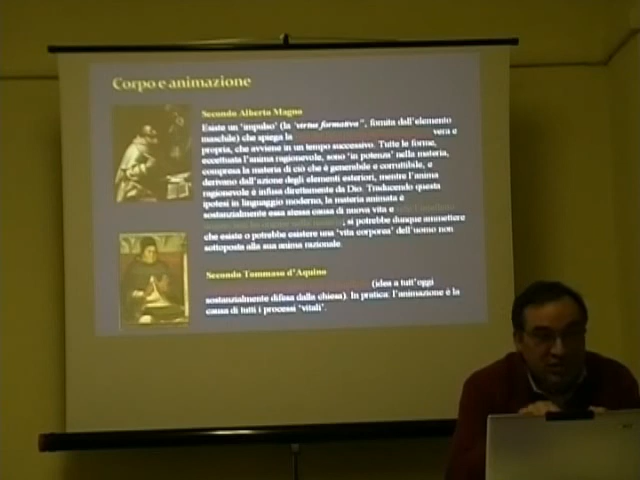 Corpo e animazione
Secondo Alberto Magno
Esiste un 'impulso' (la 'virtus formativa', fornita dall'elemento
maschile) che spiega la vera e
propria, che avviene in un tempo successivo. Tutte le forme,
eccettuata l'anima ragionevole, sono 'in potenza' nella materia,
compresa la materia di ciò che è generabile e corruttibile, e
derivano dall'azione degli elementi esteriori, mentre l'anima
ragionevole è infusa direttamente da Dio. Traducendo questa
ipotesi in linguaggio moderno, la materia animata è
sostanzialmente essa stessa causa di nuova vita e
, si potrebbe dunque ammettere
che esiste o potrebbe esistere una 'vita corporea' dell'uomo non
sottoposta alla sua anima razionale.
Secondo Tommaso d'Aquino
(idea a tutt'oggi
sostanzialmente difesa dalla chiesa). In pratica: l'animazione è la
causa di tutti i processi 'vitali'.